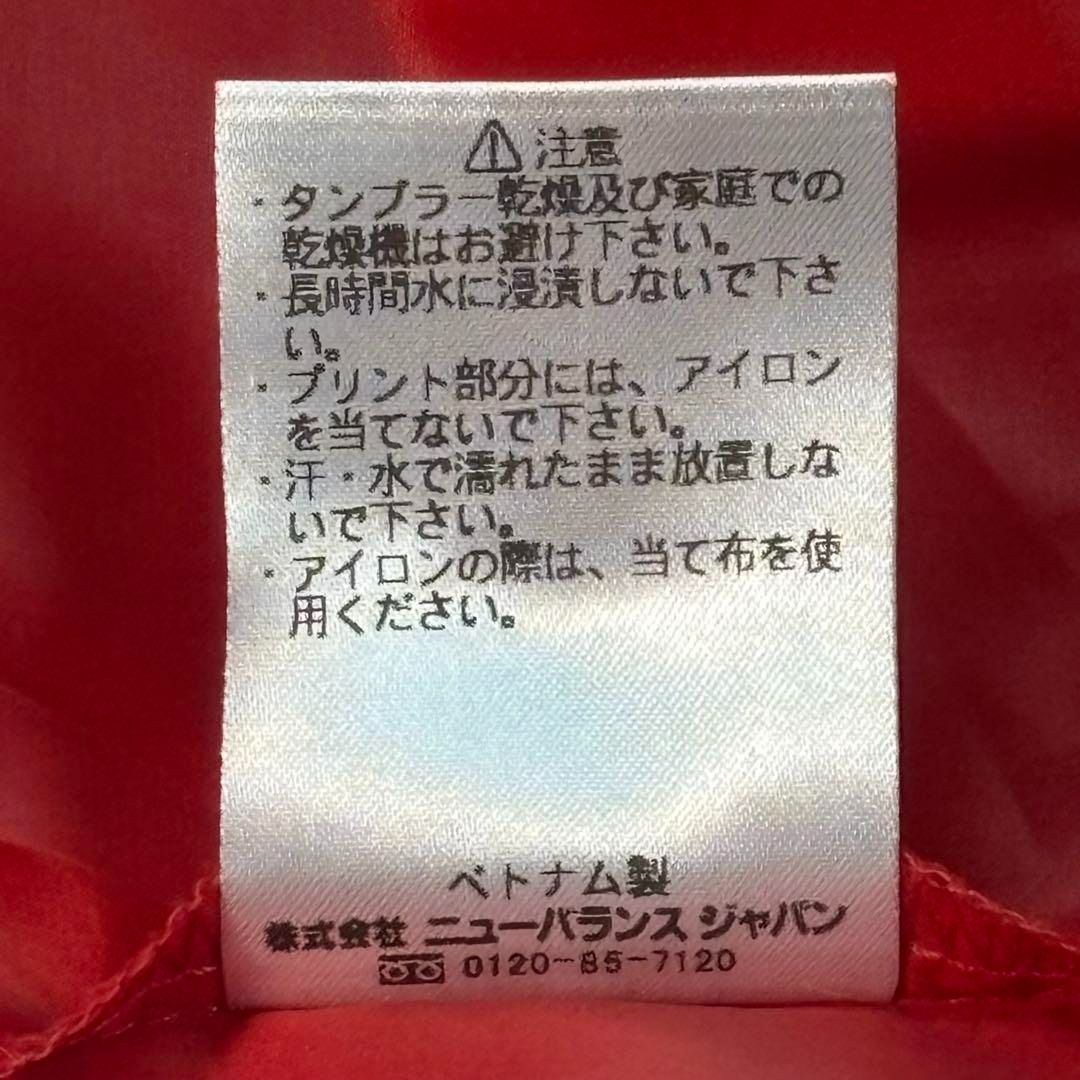 ⚠ 注意
・タンブラー乾燥及び家庭での
乾燥機はお避け下さい。
・長時間水に浸漬しないで下さ
い。
・プリント部分には、アイロン
を当てないで下さい。
・汗・水で濡れたまま放置しな
いで下さい。
・アイロンの際は、当て布を使
用ください。
ベトナム製
株式会社 ニューバランス ジャパン
0120-85-7120